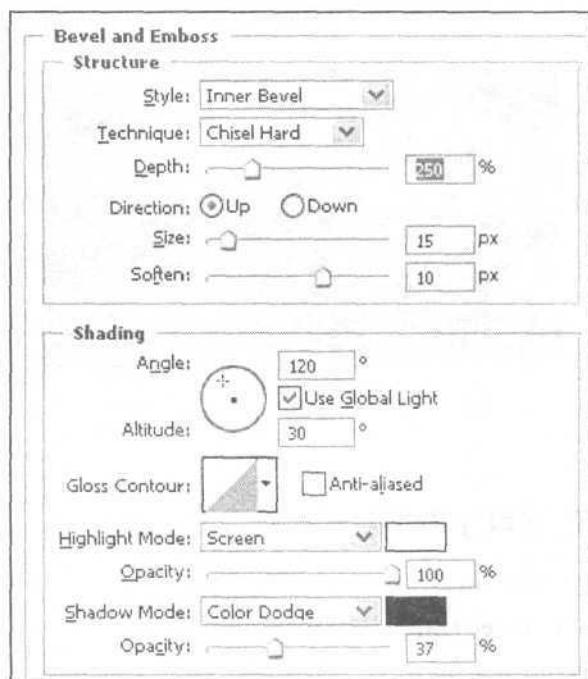 Bevel and Emboss
Structure
Style: Inner Bevel
Technique: Chisel Hard
Depth: 250 %
Direction: Up Down
Size: 15 px
Soften: 10 px
Shading
Angle: 120 °
Use Global Light
Altitude: 30 °
Gloss Contour: Anti-aliased
Highlight Mode: Screen
Opacity: 100 %
Shadow Mode: Color Dodge
Opacity: 37 %